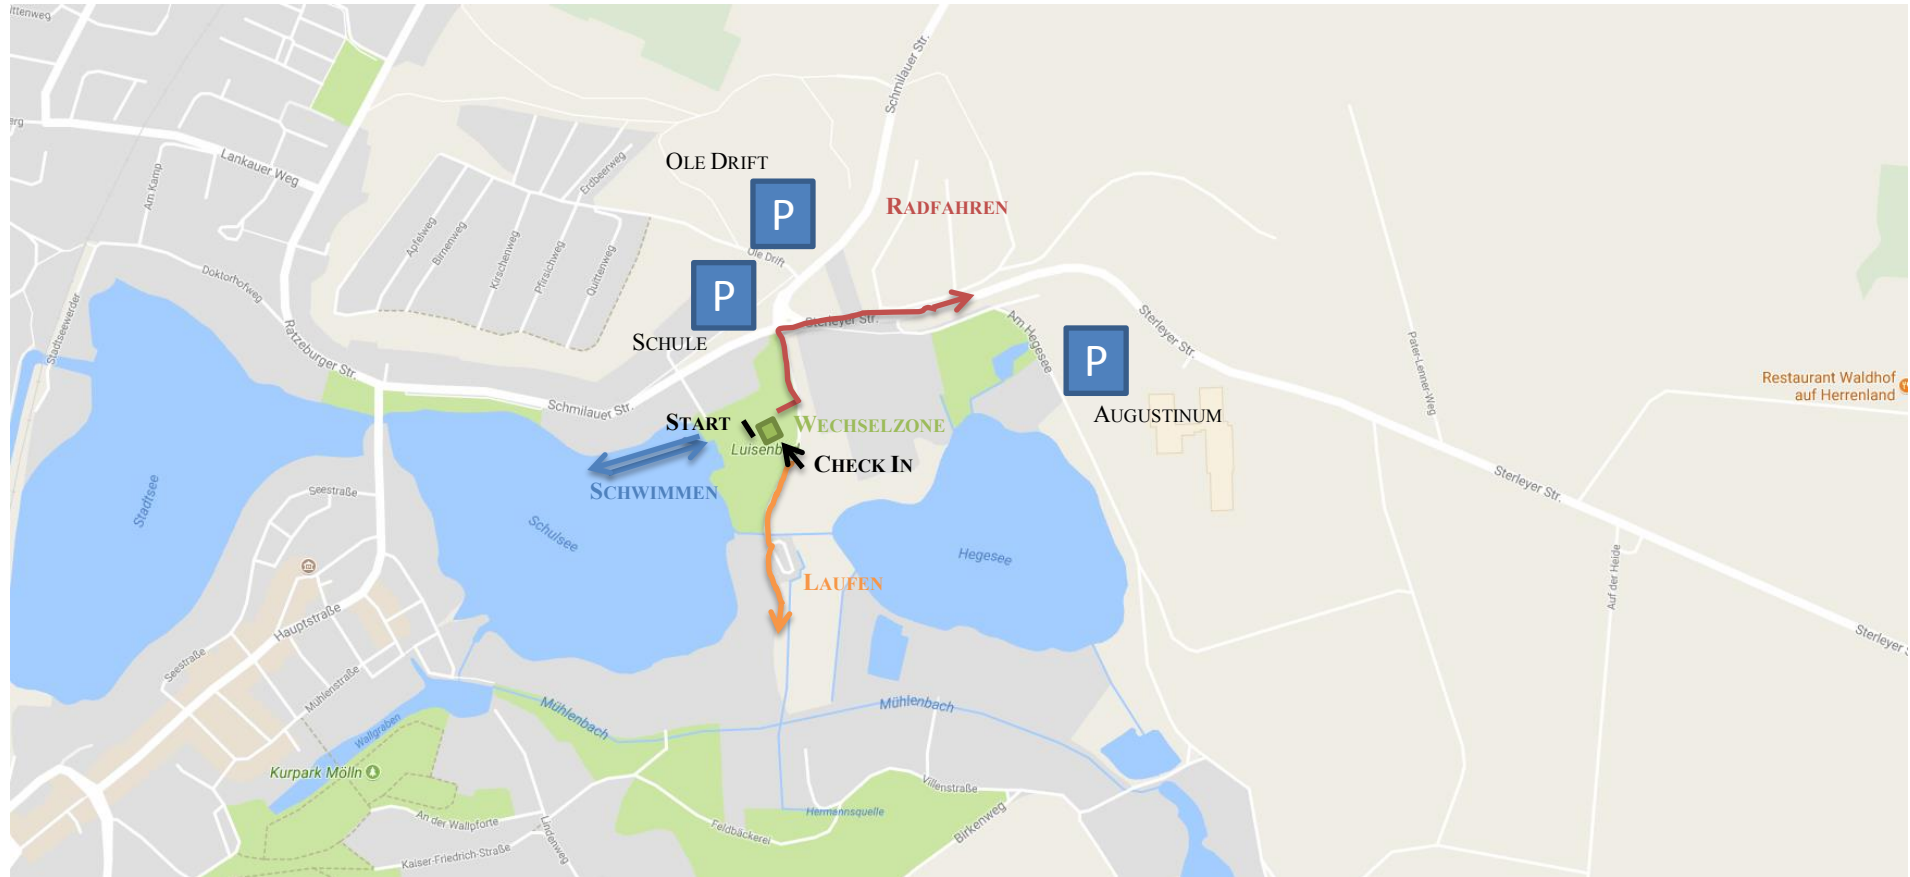 Lankauer Weg
Am Kamp
Doktorhofweg
Stadtseewerder
Ratzeburger Str.
Apfelweg
Birnenweg
Kirschenweg
Pfirsichweg
Quittenweg
Erdbeerweg
OLE DRIFT
P
Ole Drift
Schmilauer Str.
RADFAHREN
P
SCHULE
Sterleyer Str.
Am Hegesee
P
AUGUSTINUM
Sterleyer Str.
Pater-Lenner-Weg
Restaurant Waldhof
auf Herrenland
Schmilauer Str.
START
WECHSELZONE
CHECK IN
SCHWIMMEN
Stadtsee
Seestraße
Schulsee
Hegesee
LAUFEN
Sterleyer Str.
Auf der Heide
Hauptstraße
Seestraße
Mühlenstraße
Wallgraben
Mühlenbach
Mühlenbach
Kurpark Mölln
Villenstraße
Hermannsquelle
An der Wallpforte
Lindenweg
Feldbäckerei
Birkenweg
Kaiser-Friedrich-Straße